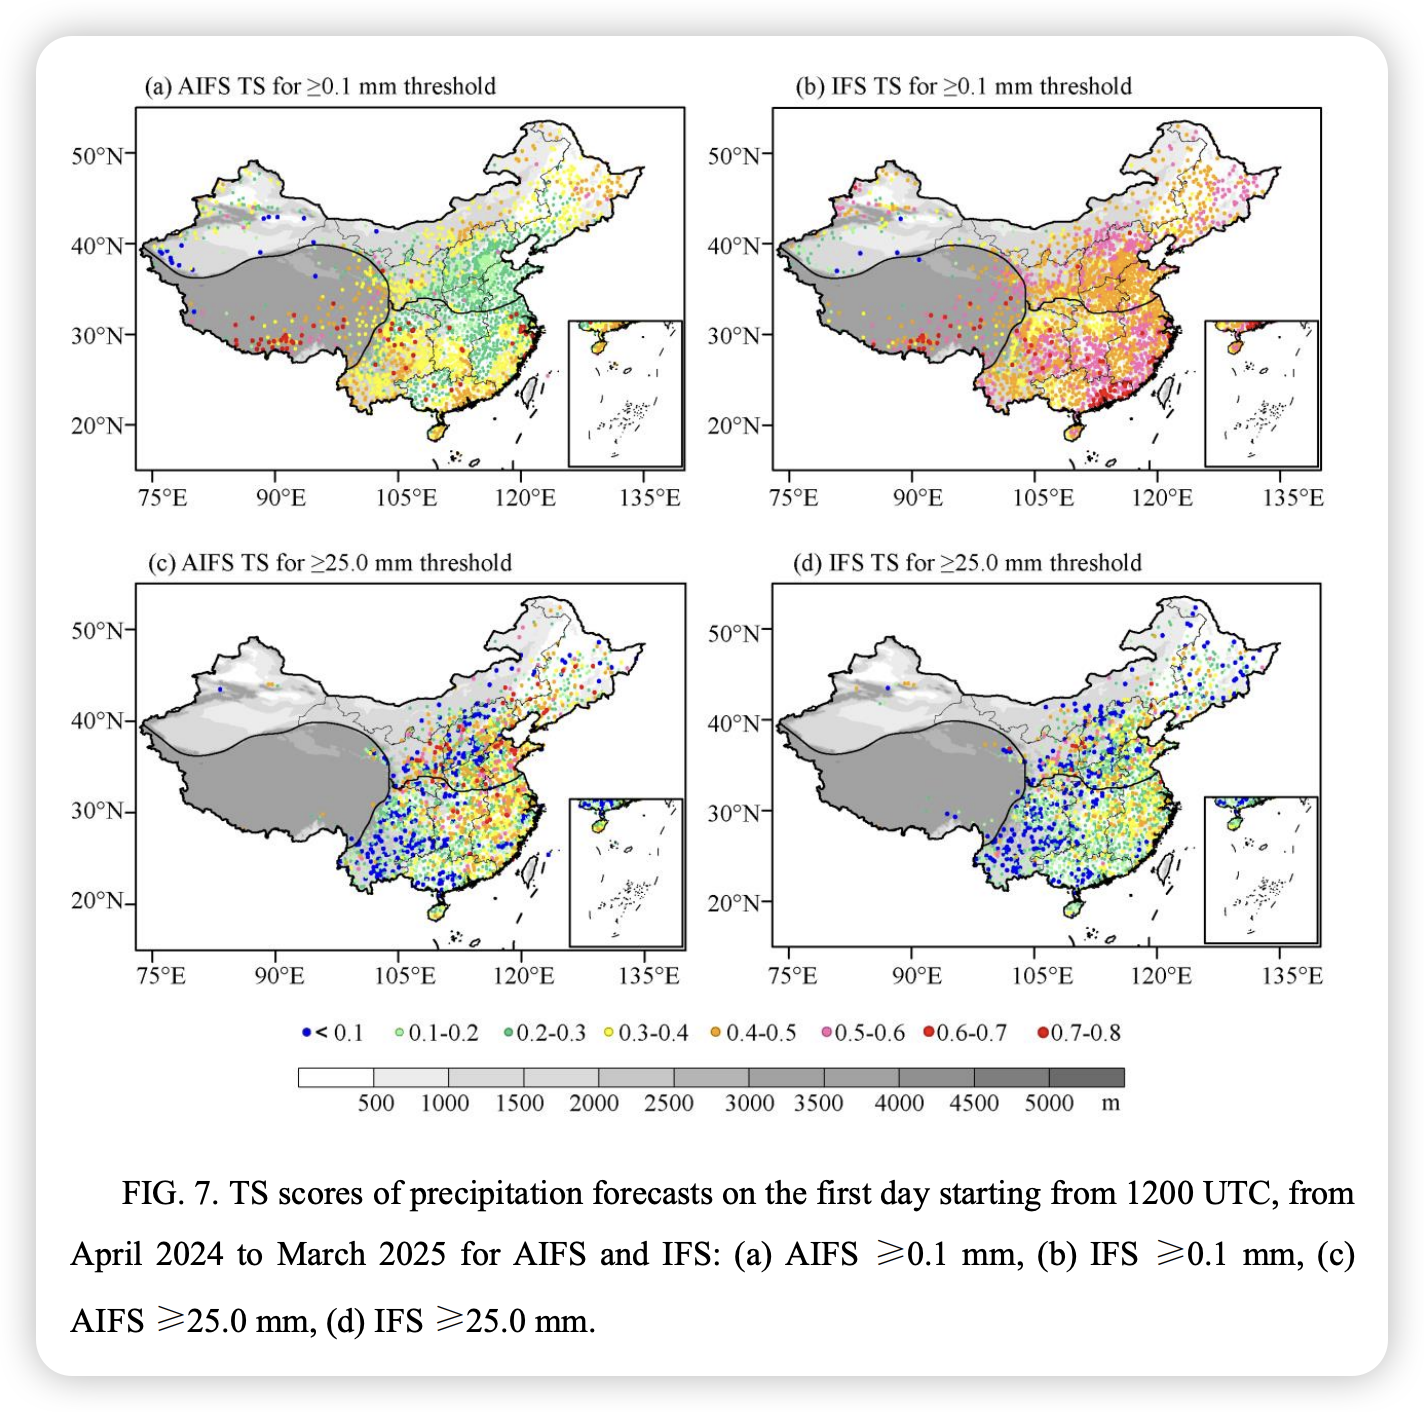 (a) AIFS TS for ≥0.1 mm threshold
(b) IFS TS for ≥0.1 mm threshold
50°N
40°N
30°N
20°N
75°E 90°E 105°E 120°E 135°E
50°N
40°N
30°N
20°N
75°E 90°E 105°E 120°E 135°E
(c) AIFS TS for ≥25.0 mm threshold
(d) IFS TS for ≥25.0 mm threshold
50°N
40°N
30°N
20°N
75°E 90°E 105°E 120°E 135°E
50°N
40°N
30°N
20°N
75°E 90°E 105°E 120°E 135°E
< 0.1 0.1-0.2 0.2-0.3 0.3-0.4 0.4-0.5 0.5-0.6 0.6-0.7 0.7-0.8
500 1000 1500 2000 2500 3000 3500 4000 4500 5000 m
FIG. 7. TS scores of precipitation forecasts on the first day starting from 1200 UTC, from
April 2024 to March 2025 for AIFS and IFS: (a) AIFS ≥0.1 mm, (b) IFS ≥0.1 mm, (c)
AIFS ≥25.0 mm, (d) IFS ≥25.0 mm.